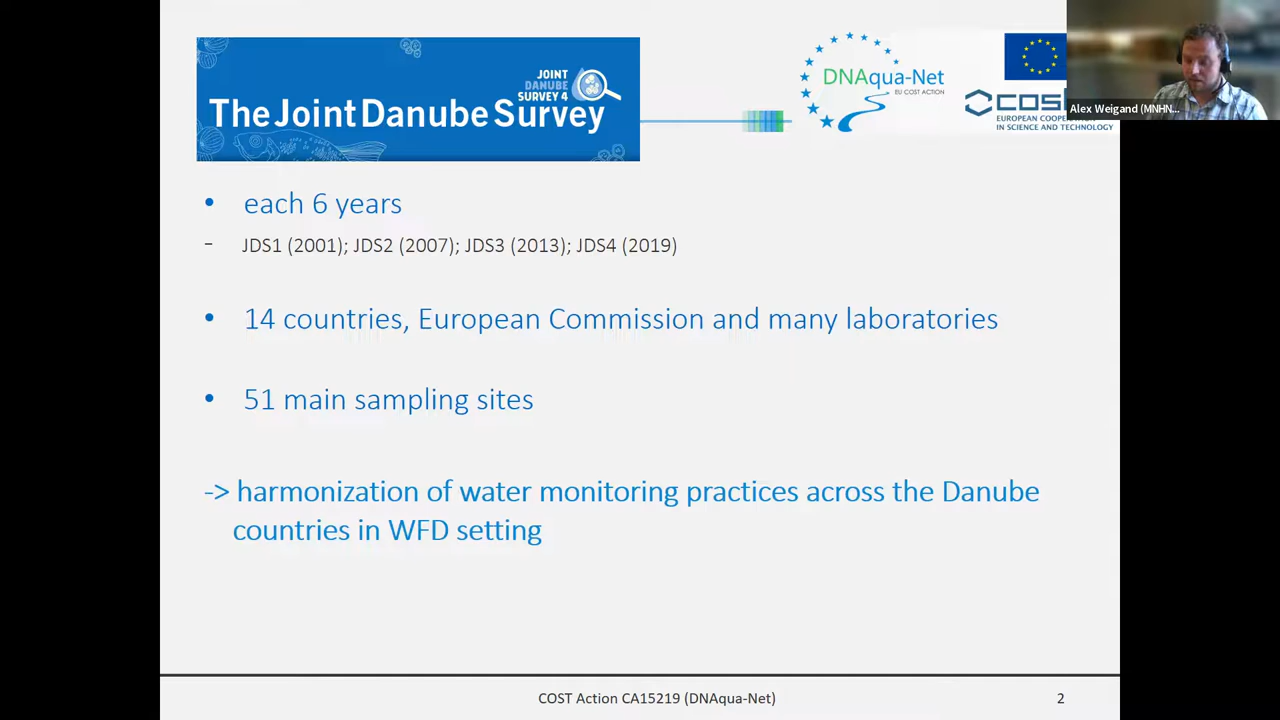 JOINT
DANUBE
SURVEY 4
The Joint Danube Survey
DNAqua-Net
EU COST ACTION
EUROPEAN COOPER
IN SCIENCE AND TECHNOLOGY
Alex Weigand (MNHN...
• each 6 years
- JDS1 (2001); JDS2 (2007); JDS3 (2013); JDS4 (2019)
• 14 countries, European Commission and many laboratories
• 51 main sampling sites
-> harmonization of water monitoring practices across the Danube
countries in WFD setting
COST Action CA15219 (DNAqua-Net)
2